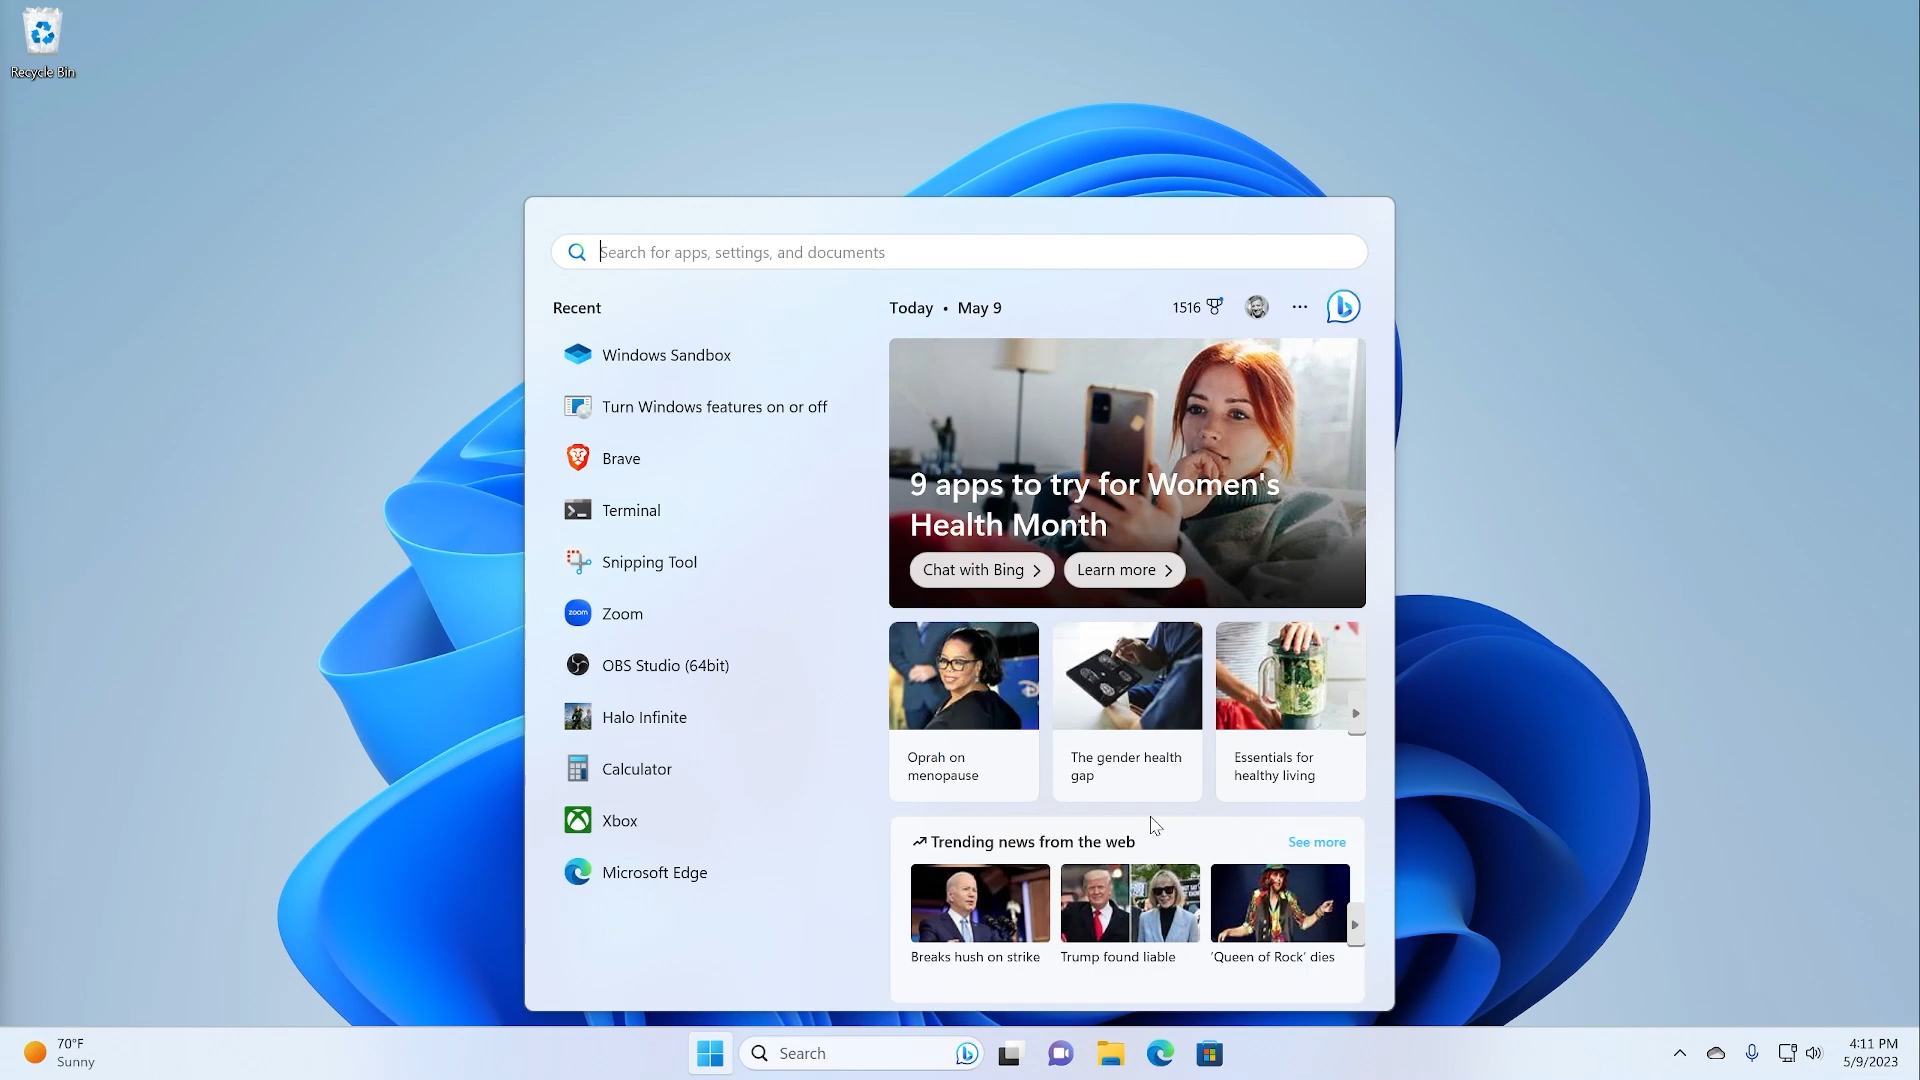 Recycle Bin
Search for apps, settings, and documents
Recent
Today • May 9
1516
Windows Sandbox
Turn Windows features on or off
Brave
Terminal
Snipping Tool
zoom
Zoom
OBS Studio (64bit)
Halo Infinite
Calculator
Xbox
Microsoft Edge
9 apps to try for Women's
Health Month
Chat with Bing
Learn more
Oprah on
menopause
The gender health
gap
Essentials for
healthy living
Trending news from the web
See more
Breaks hush on strike
Trump found liable
'Queen of Rock' dies
70°F
Sunny
Search
4:11 PM
5/9/2023